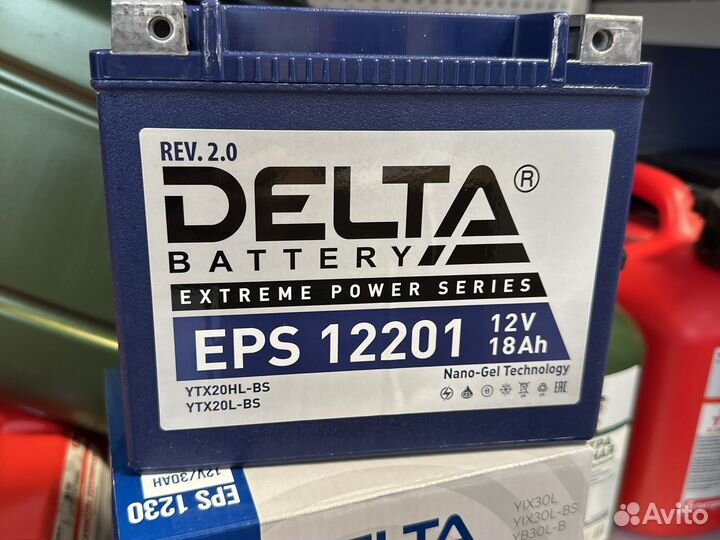 REV. 2.0
DELTA ®
BATTERY
EXTREME POWER SERIES
EPS 12201
12V
18Ah
Nano-Gel Technology
YTX20HL-BS
YTX20L-BS
EAC
EPS 1230
12V/30AH
DELTA
YIX30L
YIX30L-BS
YB30L-B
Avito